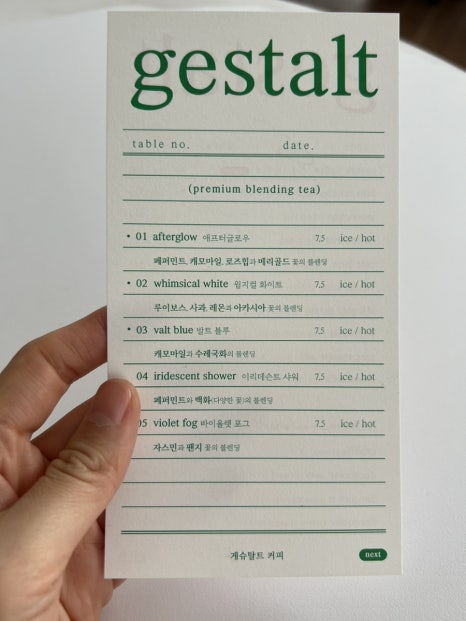 gestalt
table no. date.
(premium blending tea)
• 01 afterglow 애프터글로우 7.5 ice / hot
페퍼민트, 캐모마일, 로즈힙과 메리골드 꽃의 블렌딩
• 02 whimsical white 윔지컬 화이트 7.5 ice / hot
루이보스, 사과, 레몬과 아카시아 꽃의 블렌딩
• 03 valt blue 발트 블루 7.5 ice / hot
캐모마일과 수레국화의 블렌딩
04 iridescent shower 이리데슨트 샤워 7.5 ice / hot
페퍼민트와 백화(다양한 꽃)의 블렌딩
05 violet fog 바이올렛 포그 7.5 ice / hot
자스민과 팬지 꽃의 블렌딩
게슈탈트 커피 next